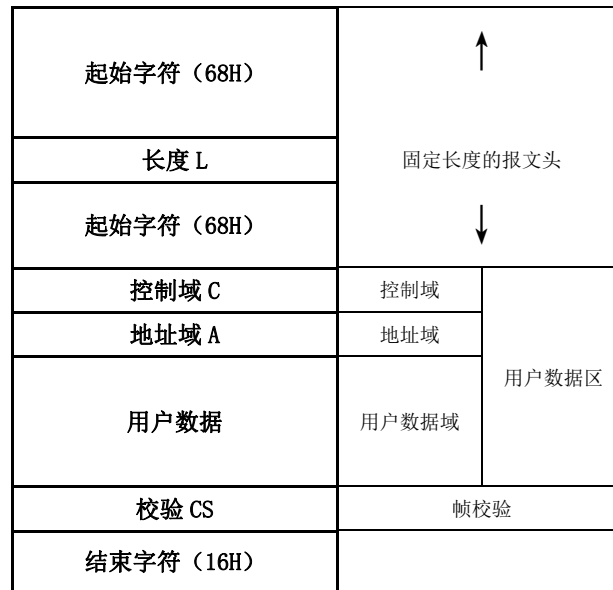 起始字符（68H）
长度 L
固定长度的报文头
起始字符（68H）
控制域 C
控制域
地址域 A
地址域
用户数据区
用户数据
用户数据域
校验 CS
帧校验
结束字符（16H）